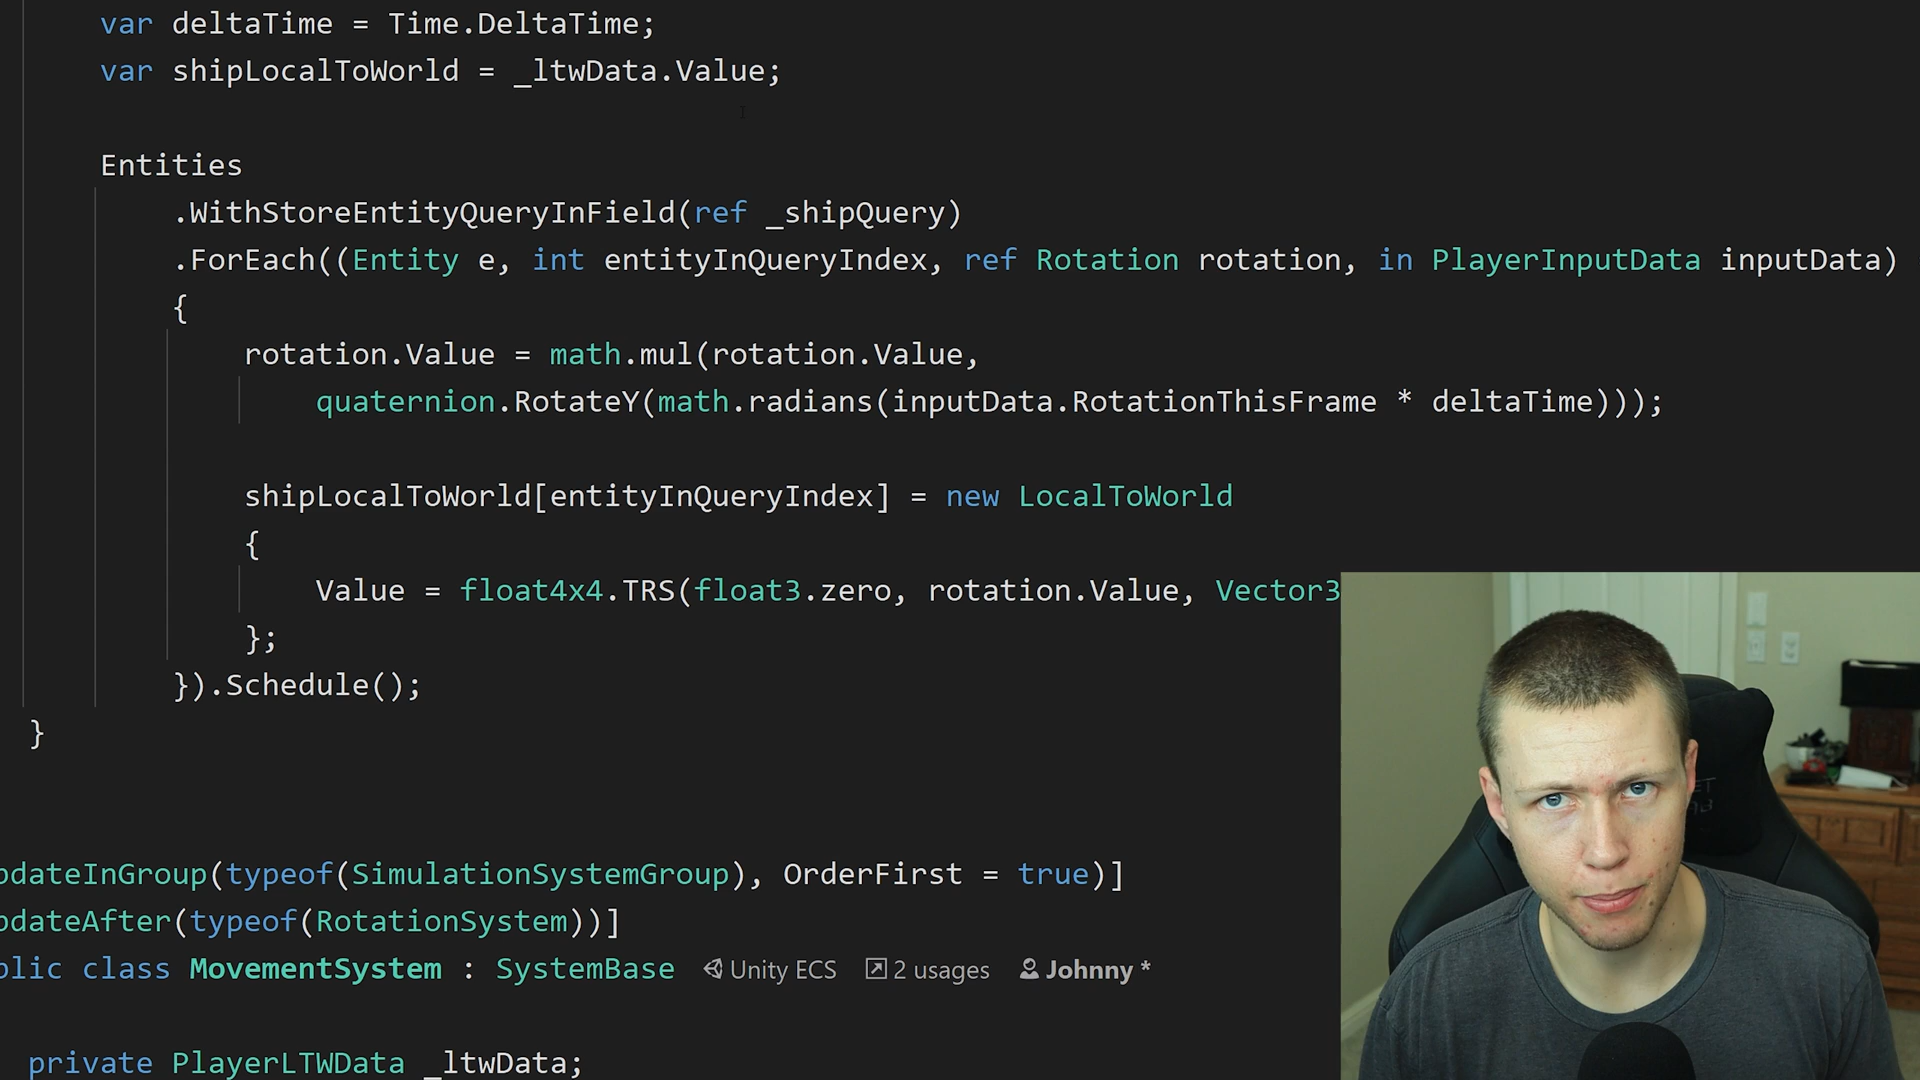 var deltaTime = Time.DeltaTime;
var shipLocalToWorld = _ltwData.Value;
Entities
.WithStoreEntityQueryInField(ref _shipQuery)
.ForEach((Entity e, int entityInQueryIndex, ref Rotation rotation, in PlayerInputData inputData)
{
rotation.Value = math.mul(rotation.Value,
quaternion.RotateY(math.radians(inputData.RotationThisFrame * deltaTime)));
shipLocalToWorld[entityInQueryIndex] = new LocalToWorld
{
Value = float4x4.TRS(float3.zero, rotation.Value, Vector3
};
}).Schedule();
}
pdateInGroup(typeof(SimulationSystemGroup), OrderFirst = true)]
pdateAfter(typeof(RotationSystem))]
blic class MovementSystem : SystemBase Unity ECS 2 usages Johnny *
private PlayerLTWData _ltwData;